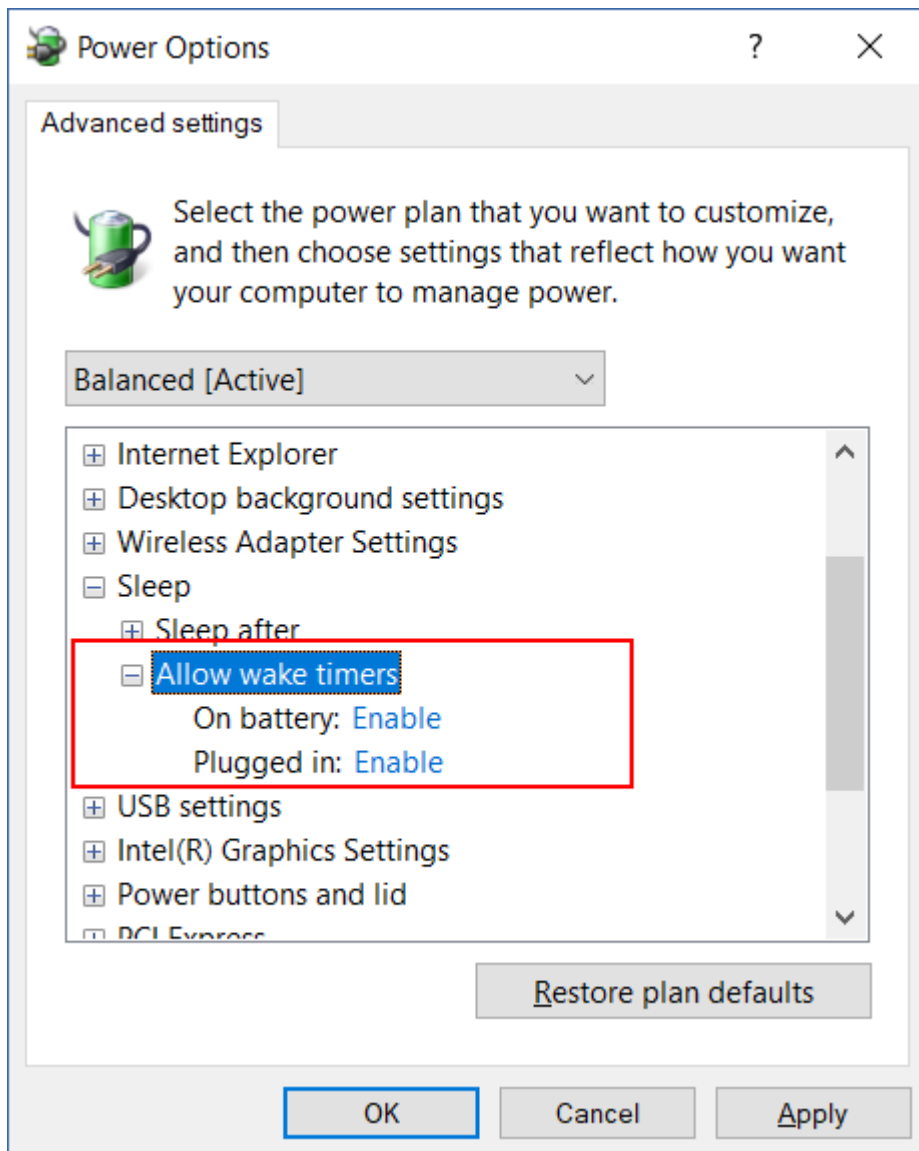 Power Options
?
Advanced settings
Select the power plan that you want to customize,
and then choose settings that reflect how you want
your computer to manage power.
Balanced [Active]
Internet Explorer
Desktop background settings
Wireless Adapter Settings
Sleep
Sleep after
Allow wake timers
On battery: Enable
Plugged in: Enable
USB settings
Intel(R) Graphics Settings
Power buttons and lid
PCI Express
Restore plan defaults
OK Cancel Apply